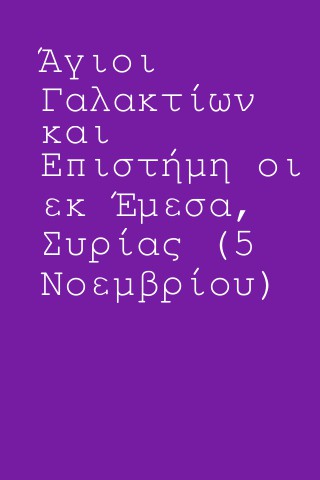 Άγιοι
Γαλακτίων
και
Επιστήμη οι
εκ Έμεσα,
Συρίας (5
Νοεμβρίου)